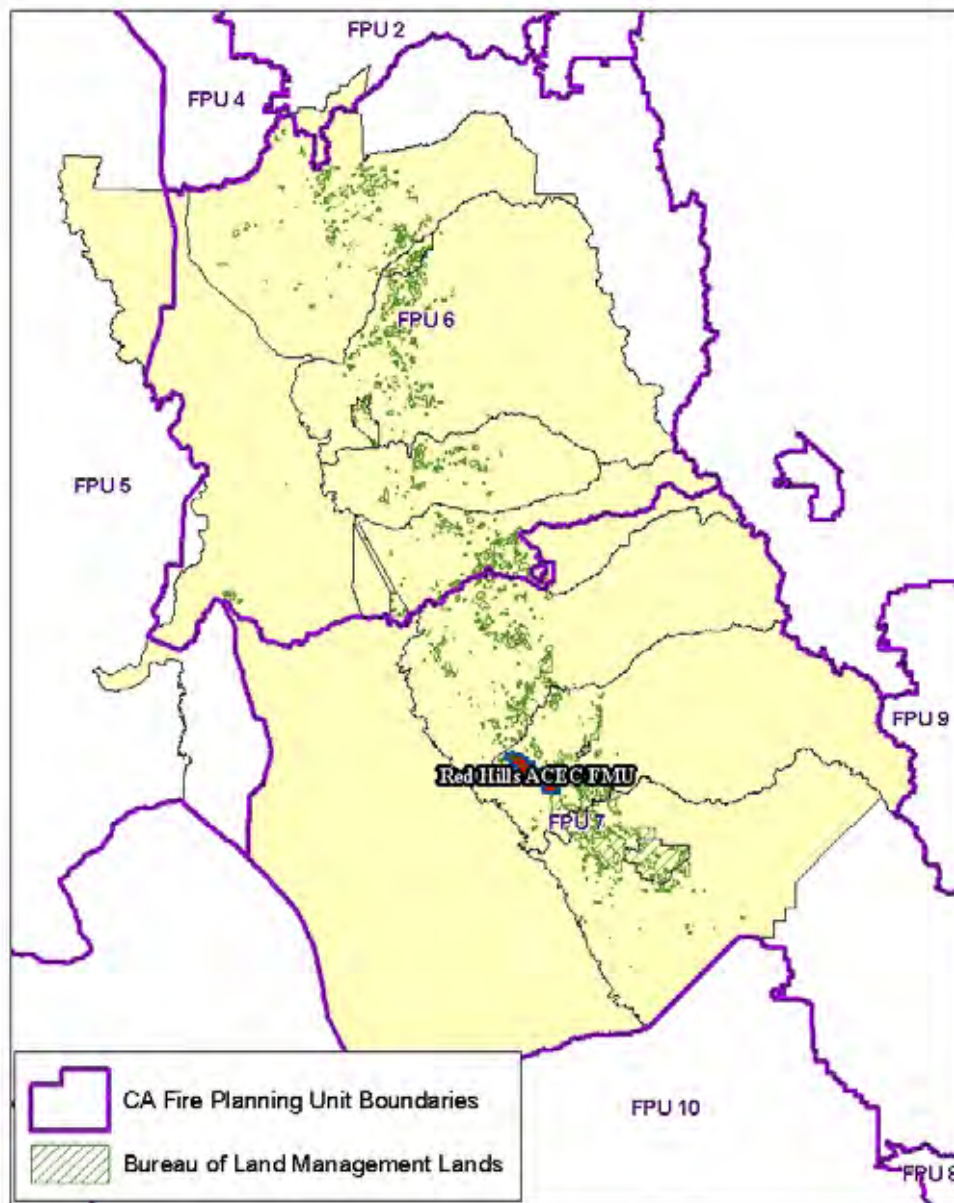 FPU 2
FPU 4
FPU 6
FPU 5
FPU 9
Red Hills ACEC FMU
FPU 7
CA Fire Planning Unit Boundaries
FPU 10
Bureau of Land Management Lands
FPU 8